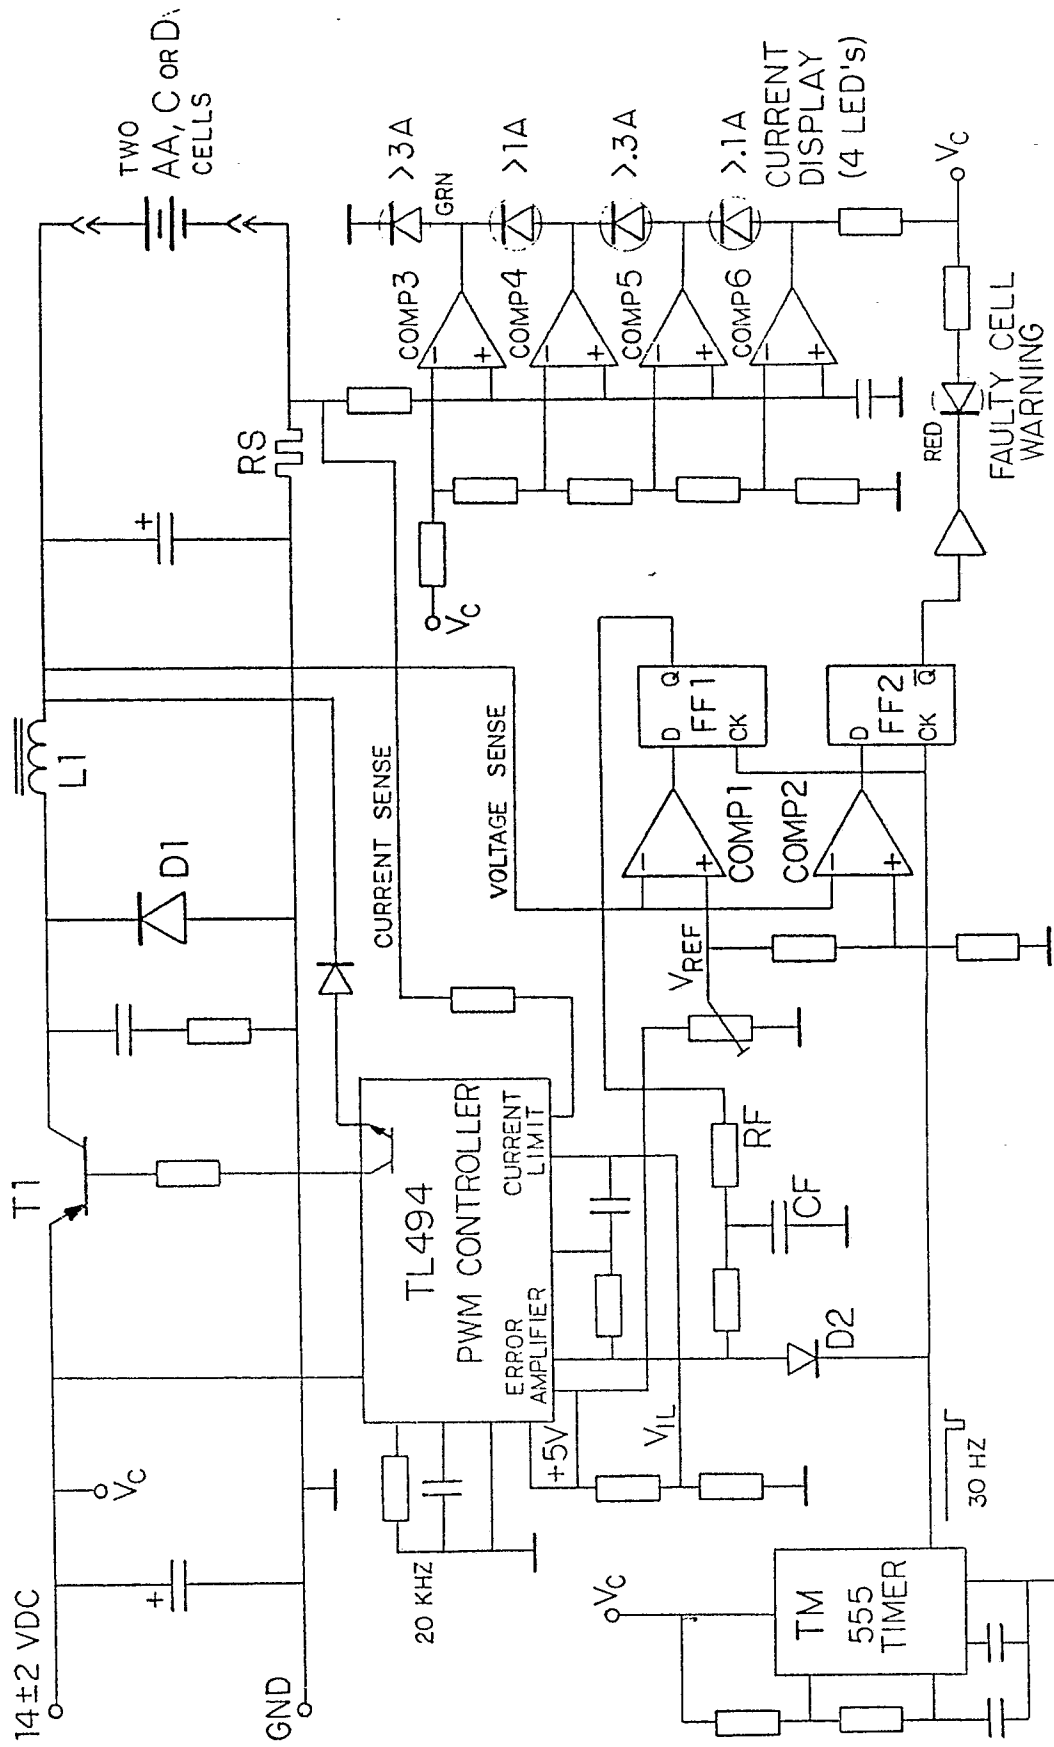 14±2 VDC
GND
VC
T1
D1
L1
RS
TWO
AA, C OR D
CELLS
20 KHZ
TL494
PWM CONTROLLER
ERROR
AMPLIFIER
CURRENT
LIMIT
+5V
VIL
CURRENT SENSE
VOLTAGE SENSE
VC
COMP3
-
+
GRN
>3A
COMP4
-
+
>1A
COMP5
-
+
>.3A
COMP6
-
+
>.1A
CURRENT
DISPLAY
(4 LED's)
VC
RED
FAULTY CELL
WARNING
VREF
COMP1
-
+
D
Q
FF1
CK
COMP2
-
+
D
Q̅
FF2
CK
RF
CF
D2
VC
TM
555
TIMER
30 HZ